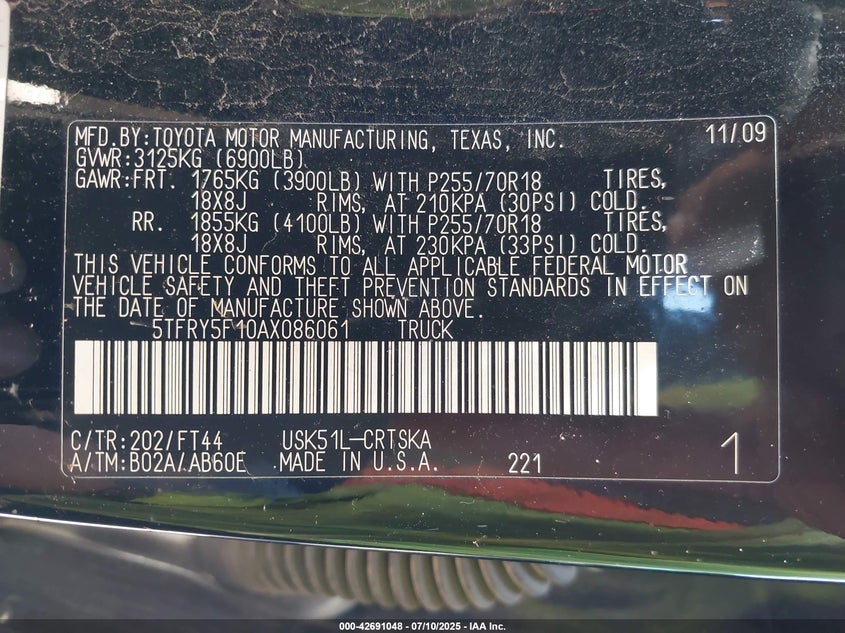 MFD.BY:TOYOTA MOTOR MANUFACTURING, TEXAS, INC. 11/09
GVWR:3125KG (6900LB)
GAWR:FRT. 1765KG (3900LB) WITH P255/70R18 TIRES,
18X8J RIMS, AT 210KPA (30PSI) COLD.
RR. 1855KG (4100LB) WITH P255/70R18 TIRES,
18X8J RIMS, AT 230KPA (33PSI) COLD.
THIS VEHICLE CONFORMS TO ALL APPLICABLE FEDERAL MOTOR
VEHICLE SAFETY AND THEFT PREVENTION STANDARDS IN EFFECT ON
THE DATE OF MANUFACTURE SHOWN ABOVE.
5TFRY5F10AX086061 TRUCK
C/TR:202/FT44 USK51L-CRTSKA
A/TM:B02A/AB60E MADE IN U.S.A. 221 1
000-42691048 - 07/10/2025 - IAA Inc.